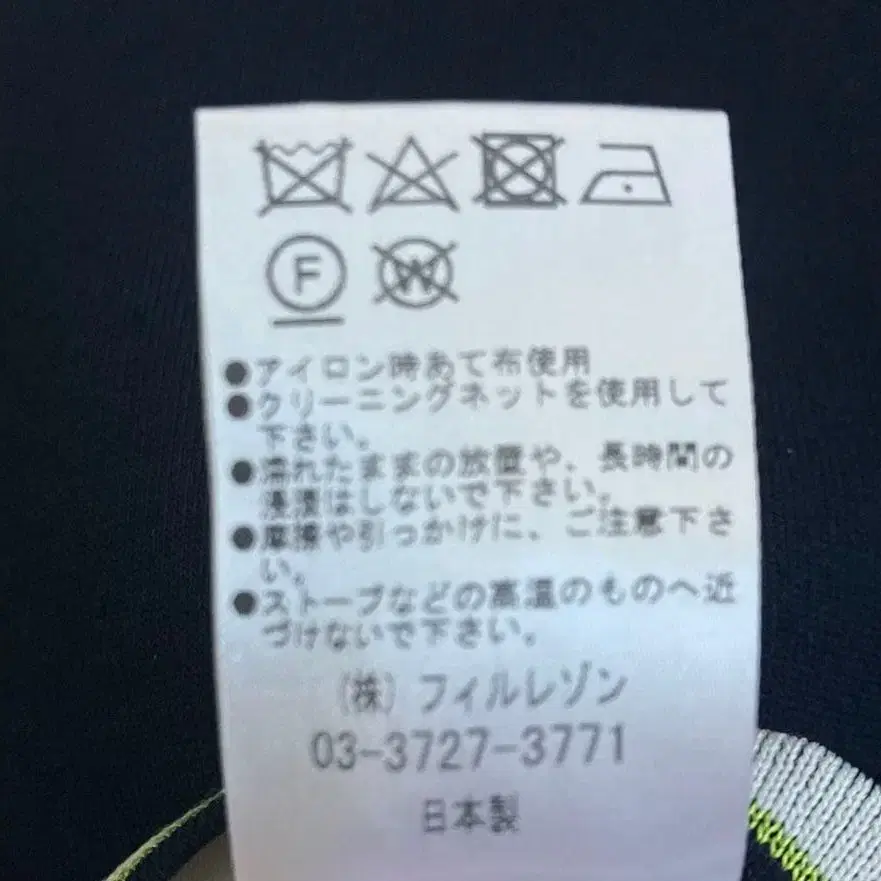 F W
●アイロン時あて布使用
●クリーニングネットを使用して
下さい。
●濡れたままの放置や、長時間の
浸漬はしないで下さい。
●摩擦や引っかけに、ご注意下さ
い。
●ストーブなどの高温のものへ近
づけないで下さい。
(株) フィルレゾン
03-3727-3771
日本製